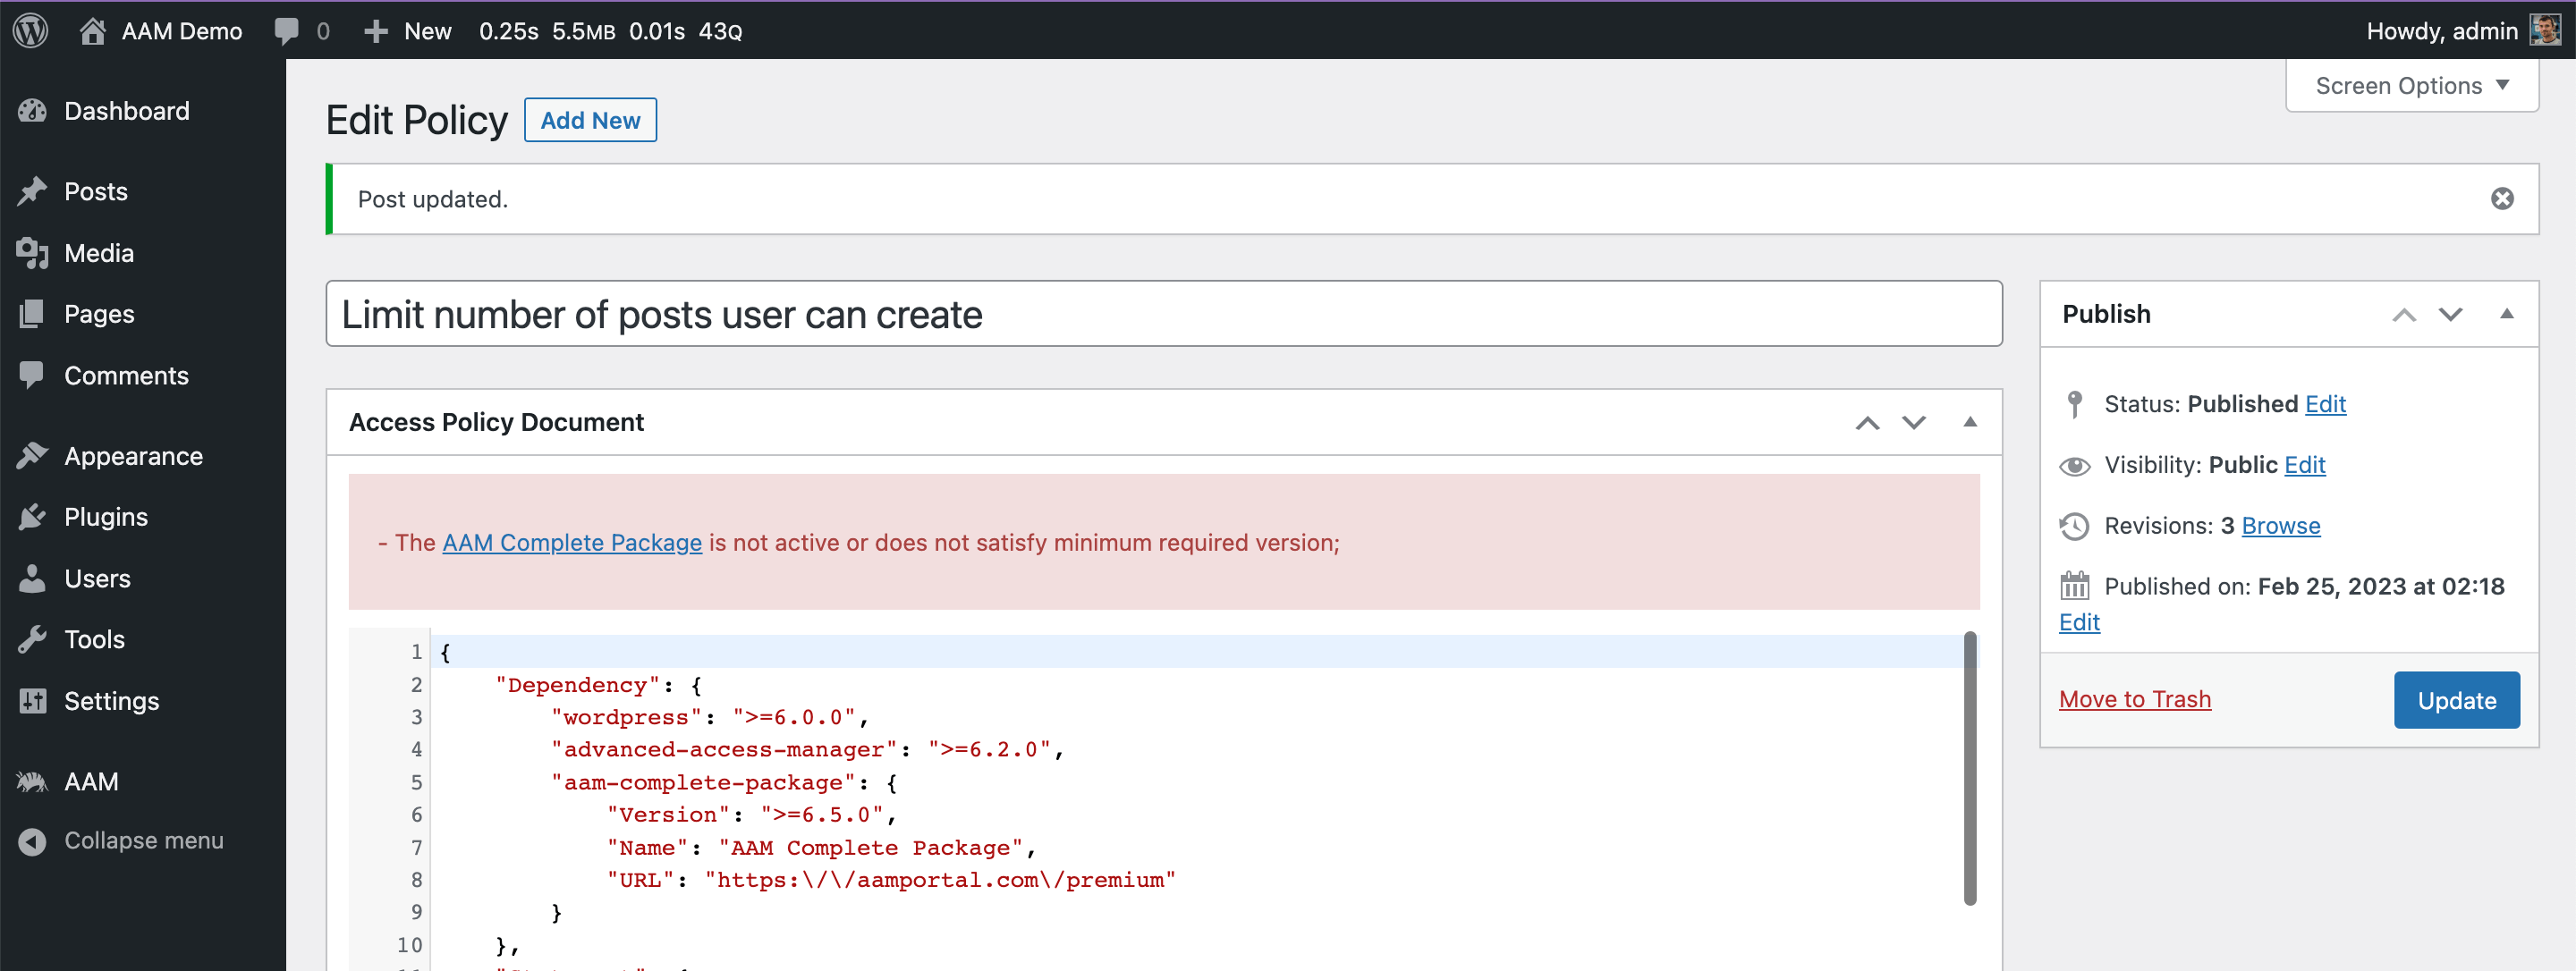 AAM Demo 0 New 0.25s 5.5MB 0.01s 43Q Howdy, admin
Screen Options
Dashboard
Posts
Media
Pages
Comments
Appearance
Plugins
Users
Tools
Settings
AAM
Collapse menu
Edit Policy Add New
Post updated.
Limit number of posts user can create
Access Policy Document
- The AAM Complete Package is not active or does not satisfy minimum required version;
1 {
2 "Dependency": {
3 "wordpress": ">=6.0.0",
4 "advanced-access-manager": ">=6.2.0",
5 "aam-complete-package": {
6 "Version": ">=6.5.0",
7 "Name": "AAM Complete Package",
8 "URL": "https:\/\/aamportal.com\/premium"
9 }
10 },
Publish
Status: Published Edit
Visibility: Public Edit
Revisions: 3 Browse
Published on: Feb 25, 2023 at 02:18
Edit
Move to Trash Update